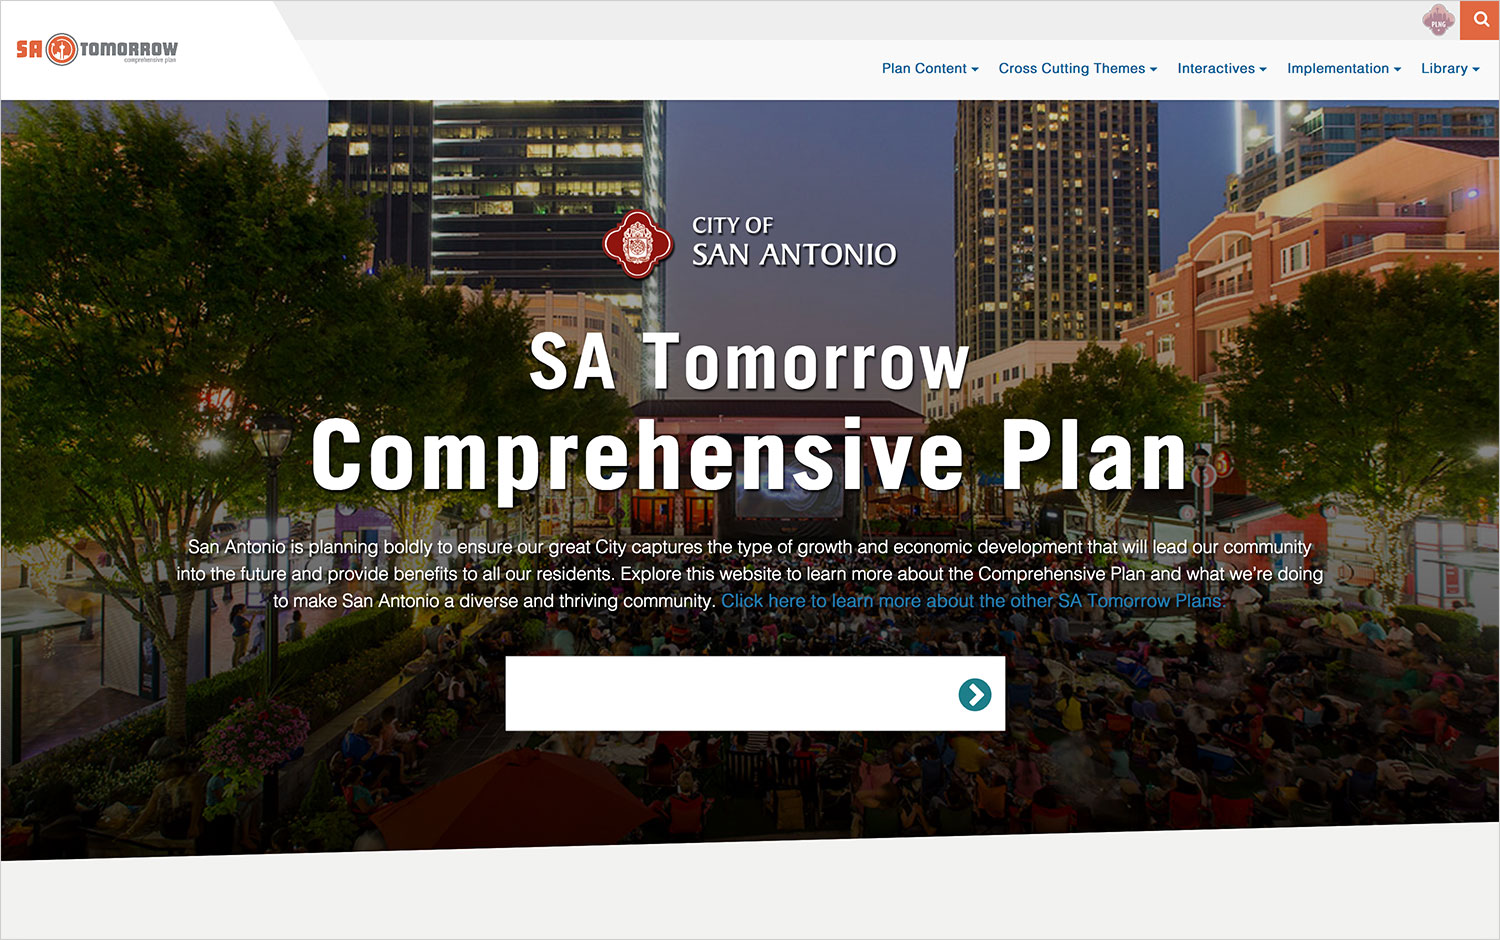 SA TOMORROW
comprehensive plan
PLNG
Plan Content
Cross Cutting Themes
Interactives
Implementation
Library
CITY OF
SAN ANTONIO
SA Tomorrow
Comprehensive Plan
San Antonio is planning boldly to ensure our great City captures the type of growth and economic development that will lead our community
into the future and provide benefits to all our residents. Explore this website to learn more about the Comprehensive Plan and what we're doing
to make San Antonio a diverse and thriving community. Click here to learn more about the other SA Tomorrow Plans.
3